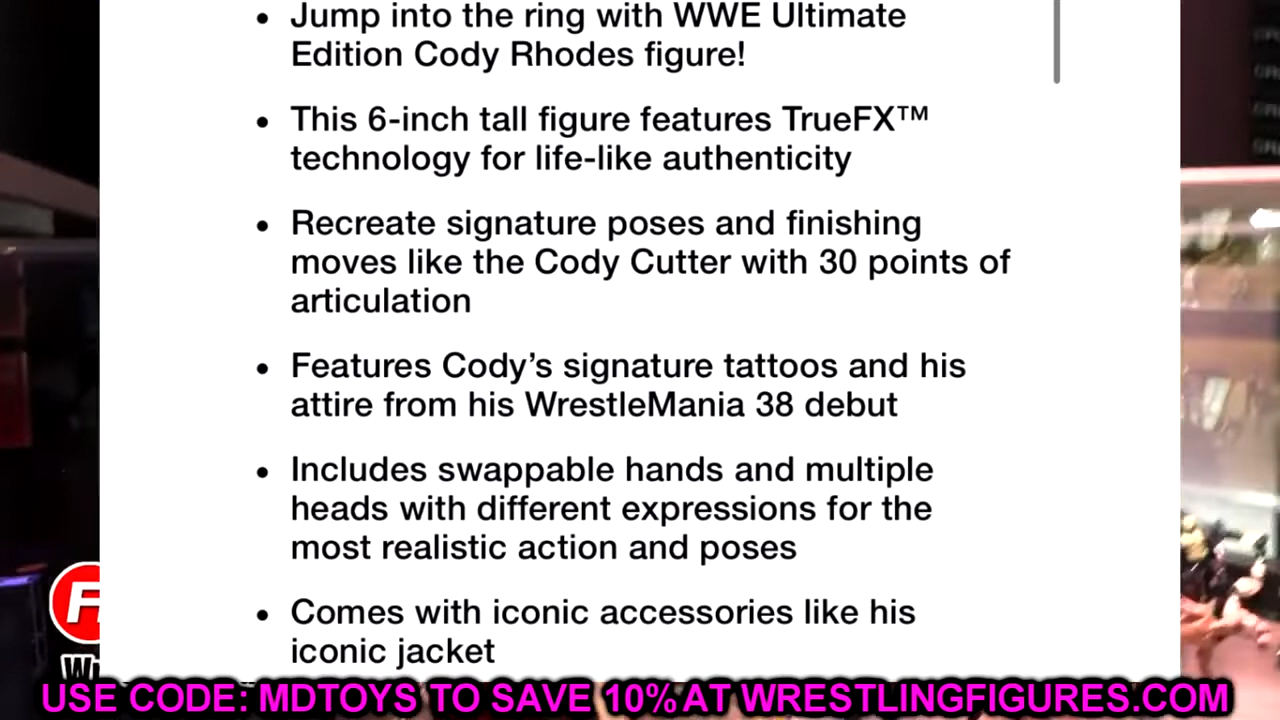 • Jump into the ring with WWE Ultimate
Edition Cody Rhodes figure!
• This 6-inch tall figure features TrueFX™
technology for life-like authenticity
• Recreate signature poses and finishing
moves like the Cody Cutter with 30 points of
articulation
• Features Cody’s signature tattoos and his
attire from his WrestleMania 38 debut
• Includes swappable hands and multiple
heads with different expressions for the
most realistic action and poses
• Comes with iconic accessories like his
iconic jacket
USE CODE: MDTOYS TO SAVE 10% AT WRESTLINGFIGURES.COM